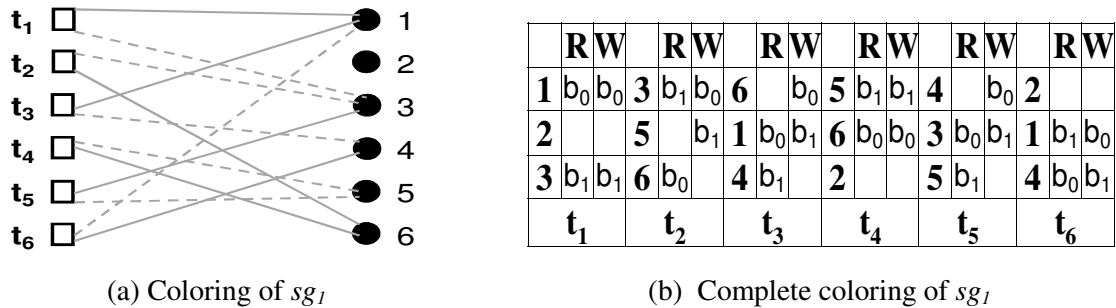 t1 1
t2 2
t3 3
t4 4
t5 5
t6 6
(a) Coloring of sg1
R W R W R W R W R W R W
1 b0 b0 3 b1 b0 6 b0 5 b1 b1 4 b0 2
2 5 b1 1 b0 b1 6 b0 b0 3 b0 b1 1 b1 b0
3 b1 b1 6 b0 4 b1 2 5 b1 4 b0 b1
t1 t2 t3 t4 t5 t6
(b) Complete coloring of sg1